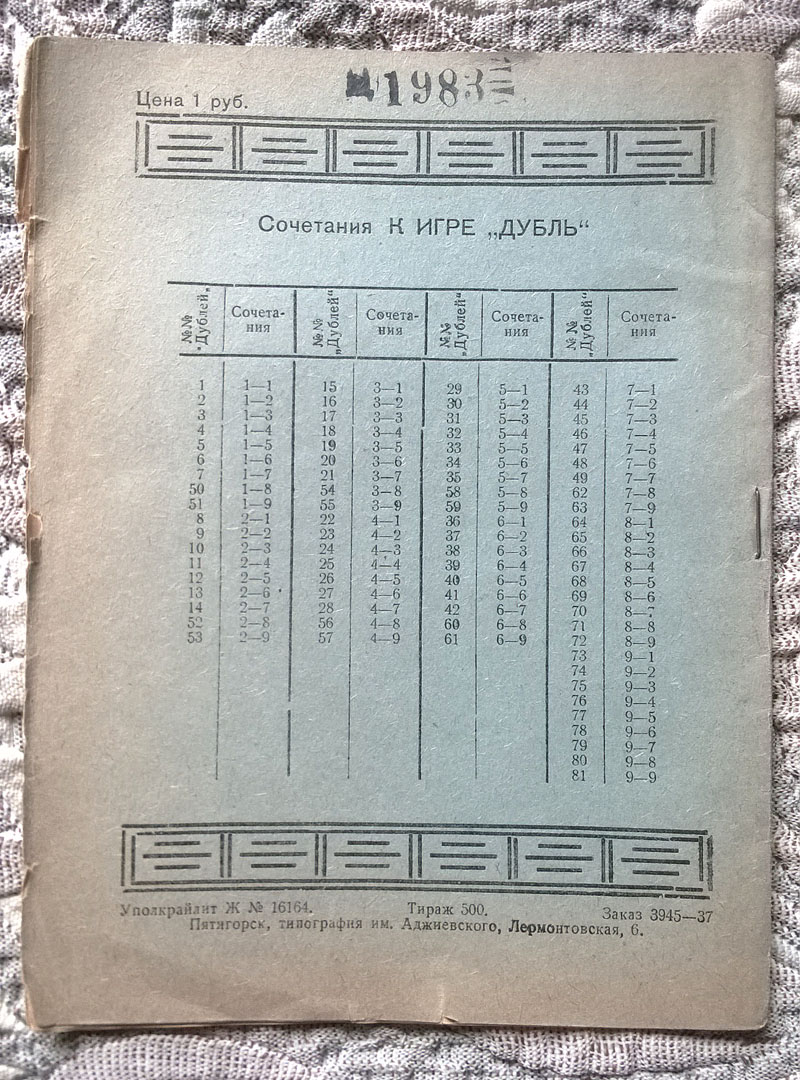 Цена 1 руб.
№ 1983
Сочетания К ИГРЕ „ДУБЛЬ“
№№ „Дублей„ Сочета-ния №№ „Дублей“ Сочета-ния №№ „Дублей“ Сочета-ния №№ „Дублей“ Сочета-ния
1 1—1 15 3—1 29 5—1 43 7—1
2 1—2 16 3—2 30 5—2 44 7—2
3 1—3 17 3—3 31 5—3 45 7—3
4 1—4 18 3—4 32 5—4 46 7—4
5 1—5 19 3—5 33 5—5 47 7—5
6 1—6 20 3—6 34 5—6 48 7—6
7 1—7 21 3—7 35 5—7 49 7—7
50 1—8 54 3—8 58 5—8 62 7—8
51 1—9 55 3—9 59 5—9 63 7—9
8 2—1 22 4—1 36 6—1 64 8—1
9 2—2 23 4—2 37 6—2 65 8—2
10 2—3 24 4—3 38 6—3 66 8—3
11 2—4 25 4—4 39 6—4 67 8—4
12 2—5 26 4—5 40 6—5 68 8—5
13 2—6 27 4—6 41 6—6 69 8—6
14 2—7 28 4—7 42 6—7 70 8—7
52 2—8 56 4—8 60 6—8 71 8—8
53 2—9 57 4—9 61 6—9 72 8—9
73 9—1
74 9—2
75 9—3
76 9—4
77 9—5
78 9—6
79 9—7
80 9—8
81 9—9
Уполкрайлит Ж № 16164. Тираж 500. Заказ 3945—37
Пятигорск, типография им. Аджиевского, Лермонтовская, 6.